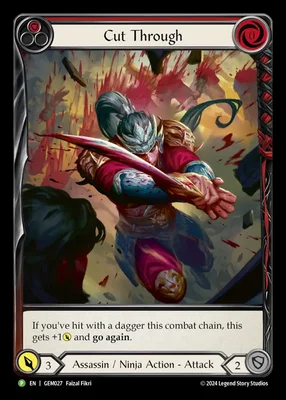 Cut Through
If you've hit with a dagger this combat chain, this
gets +1 and go again.
3
Assassin / Ninja Action - Attack
2
P EN | GEM027 Faizal Fikri
© 2024 Legend Story Studios